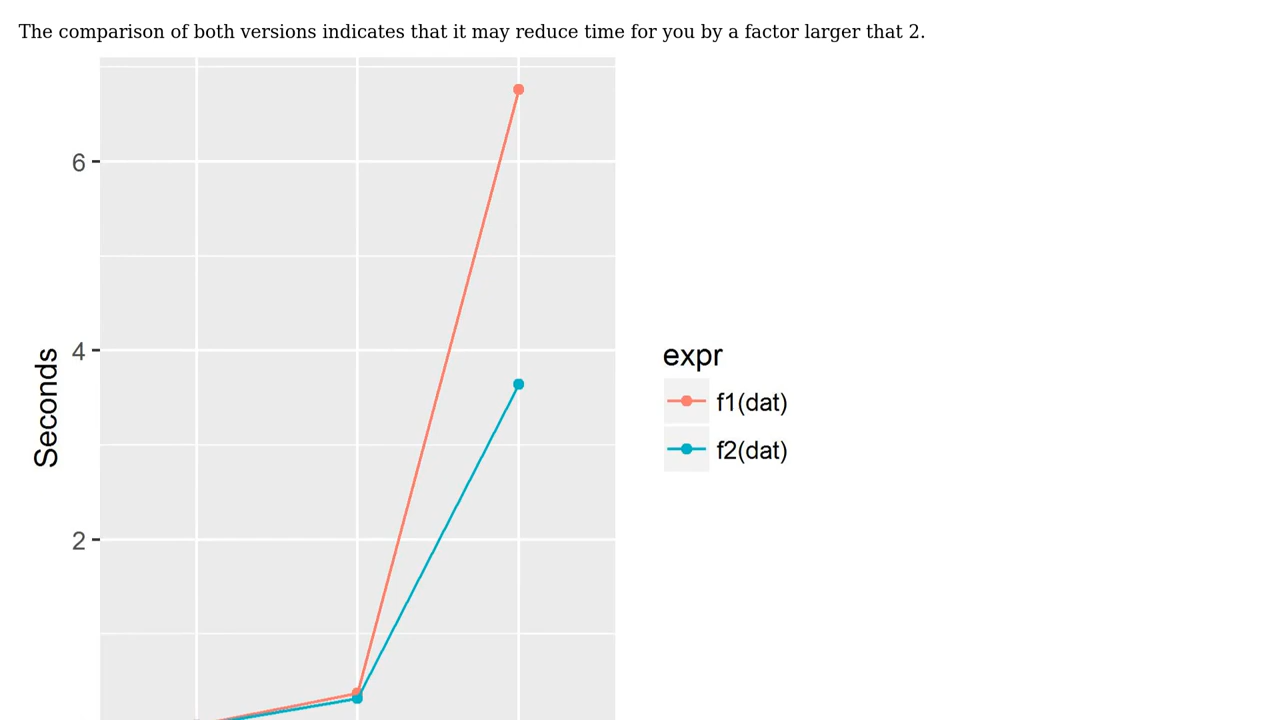 The comparison of both versions indicates that it may reduce time for you by a factor larger that 2.
6
4
2
Seconds
expr
f1(dat)
f2(dat)